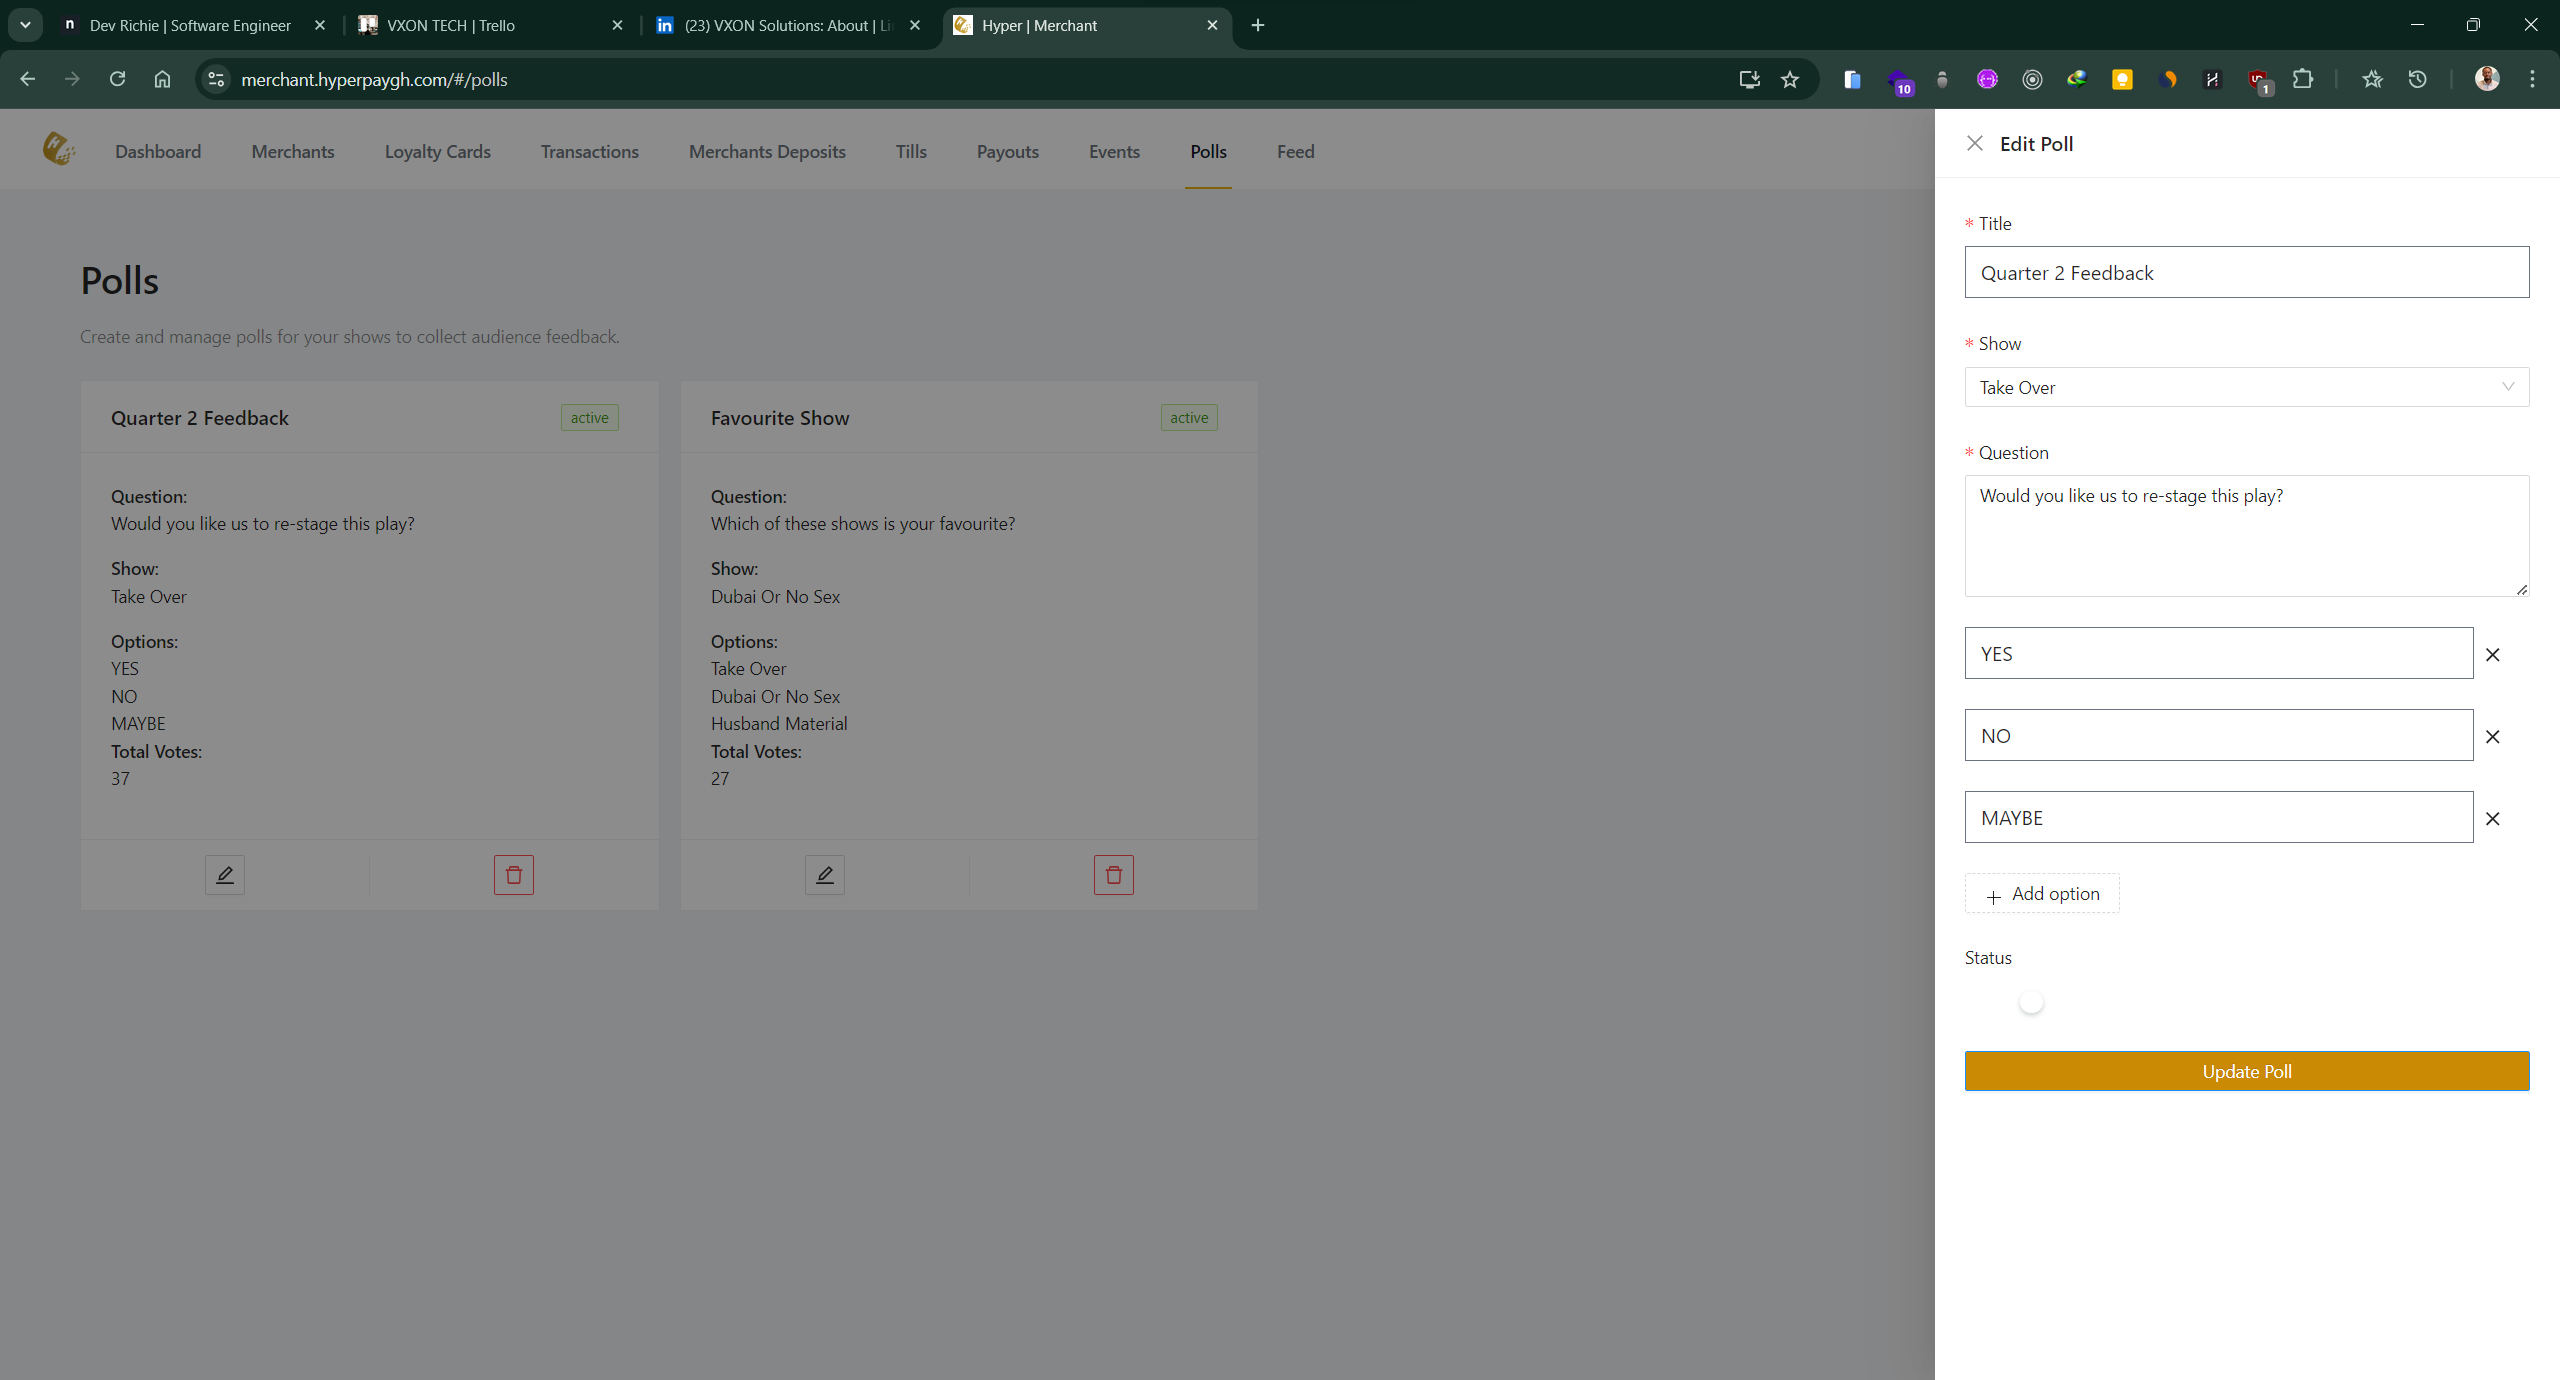 Dev Richie | Software Engineer
VXON TECH | Trello
(23) VXON Solutions: About | Li
Hyper | Merchant
merchant.hyperpaygh.com/#/polls
10
1
Dashboard
Merchants
Loyalty Cards
Transactions
Merchants Deposits
Tills
Payouts
Events
Polls
Feed
Polls
Create and manage polls for your shows to collect audience feedback.
Quarter 2 Feedback
active
Question:
Would you like us to re-stage this play?
Show:
Take Over
Options:
YES
NO
MAYBE
Total Votes:
37
Favourite Show
active
Question:
Which of these shows is your favourite?
Show:
Dubai Or No Sex
Options:
Take Over
Dubai Or No Sex
Husband Material
Total Votes:
27
Edit Poll
* Title
Quarter 2 Feedback
* Show
Take Over
* Question
Would you like us to re-stage this play?
YES
NO
MAYBE
Add option
Status
Update Poll